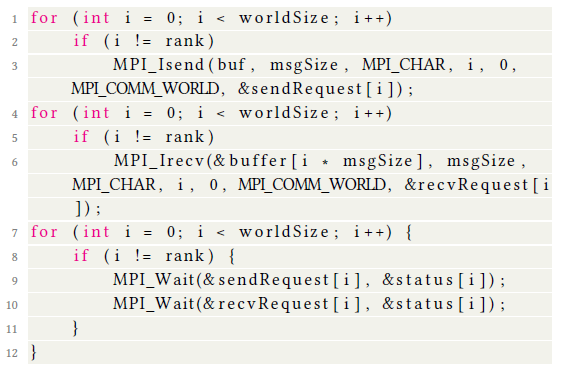 1 for (int i = 0; i < worldSize; i++)
2 if (i != rank)
3 MPI_Isend(buf, msgSize, MPI_CHAR, i, 0,
MPI_COMM_WORLD, &sendRequest[i]);
4 for (int i = 0; i < worldSize; i++)
5 if (i != rank)
6 MPI_Irecv(&buffer[i * msgSize], msgSize,
MPI_CHAR, i, 0, MPI_COMM_WORLD, &recvRequest[i
]);
7 for (int i = 0; i < worldSize; i++) {
8 if (i != rank) {
9 MPI_Wait(&sendRequest[i], &status[i]);
10 MPI_Wait(&recvRequest[i], &status[i]);
11 }
12 }